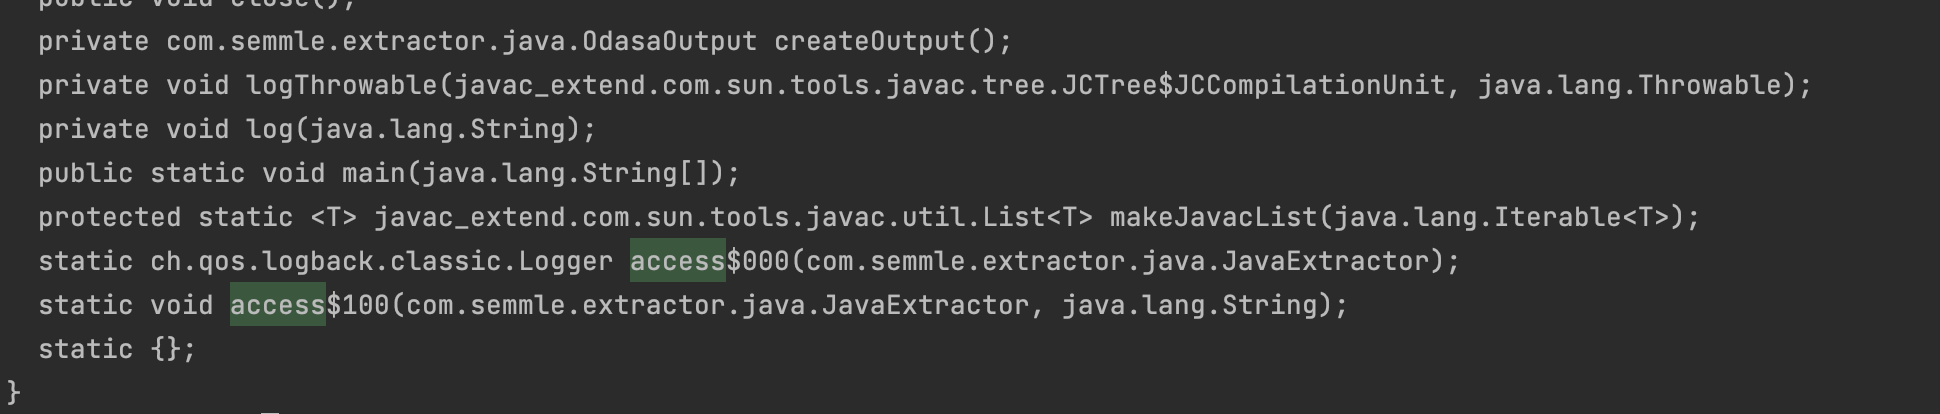 public void close();
private com.semmle.extractor.java.OdasaOutput createOutput();
private void logThrowable(javac_extend.com.sun.tools.javac.tree.JCTree$JCCompilationUnit, java.lang.Throwable);
private void log(java.lang.String);
public static void main(java.lang.String[]);
protected static <T> javac_extend.com.sun.tools.javac.util.List<T> makeJavacList(java.lang.Iterable<T>);
static ch.qos.logback.classic.Logger access$000(com.semmle.extractor.java.JavaExtractor);
static void access$100(com.semmle.extractor.java.JavaExtractor, java.lang.String);
static {};
}